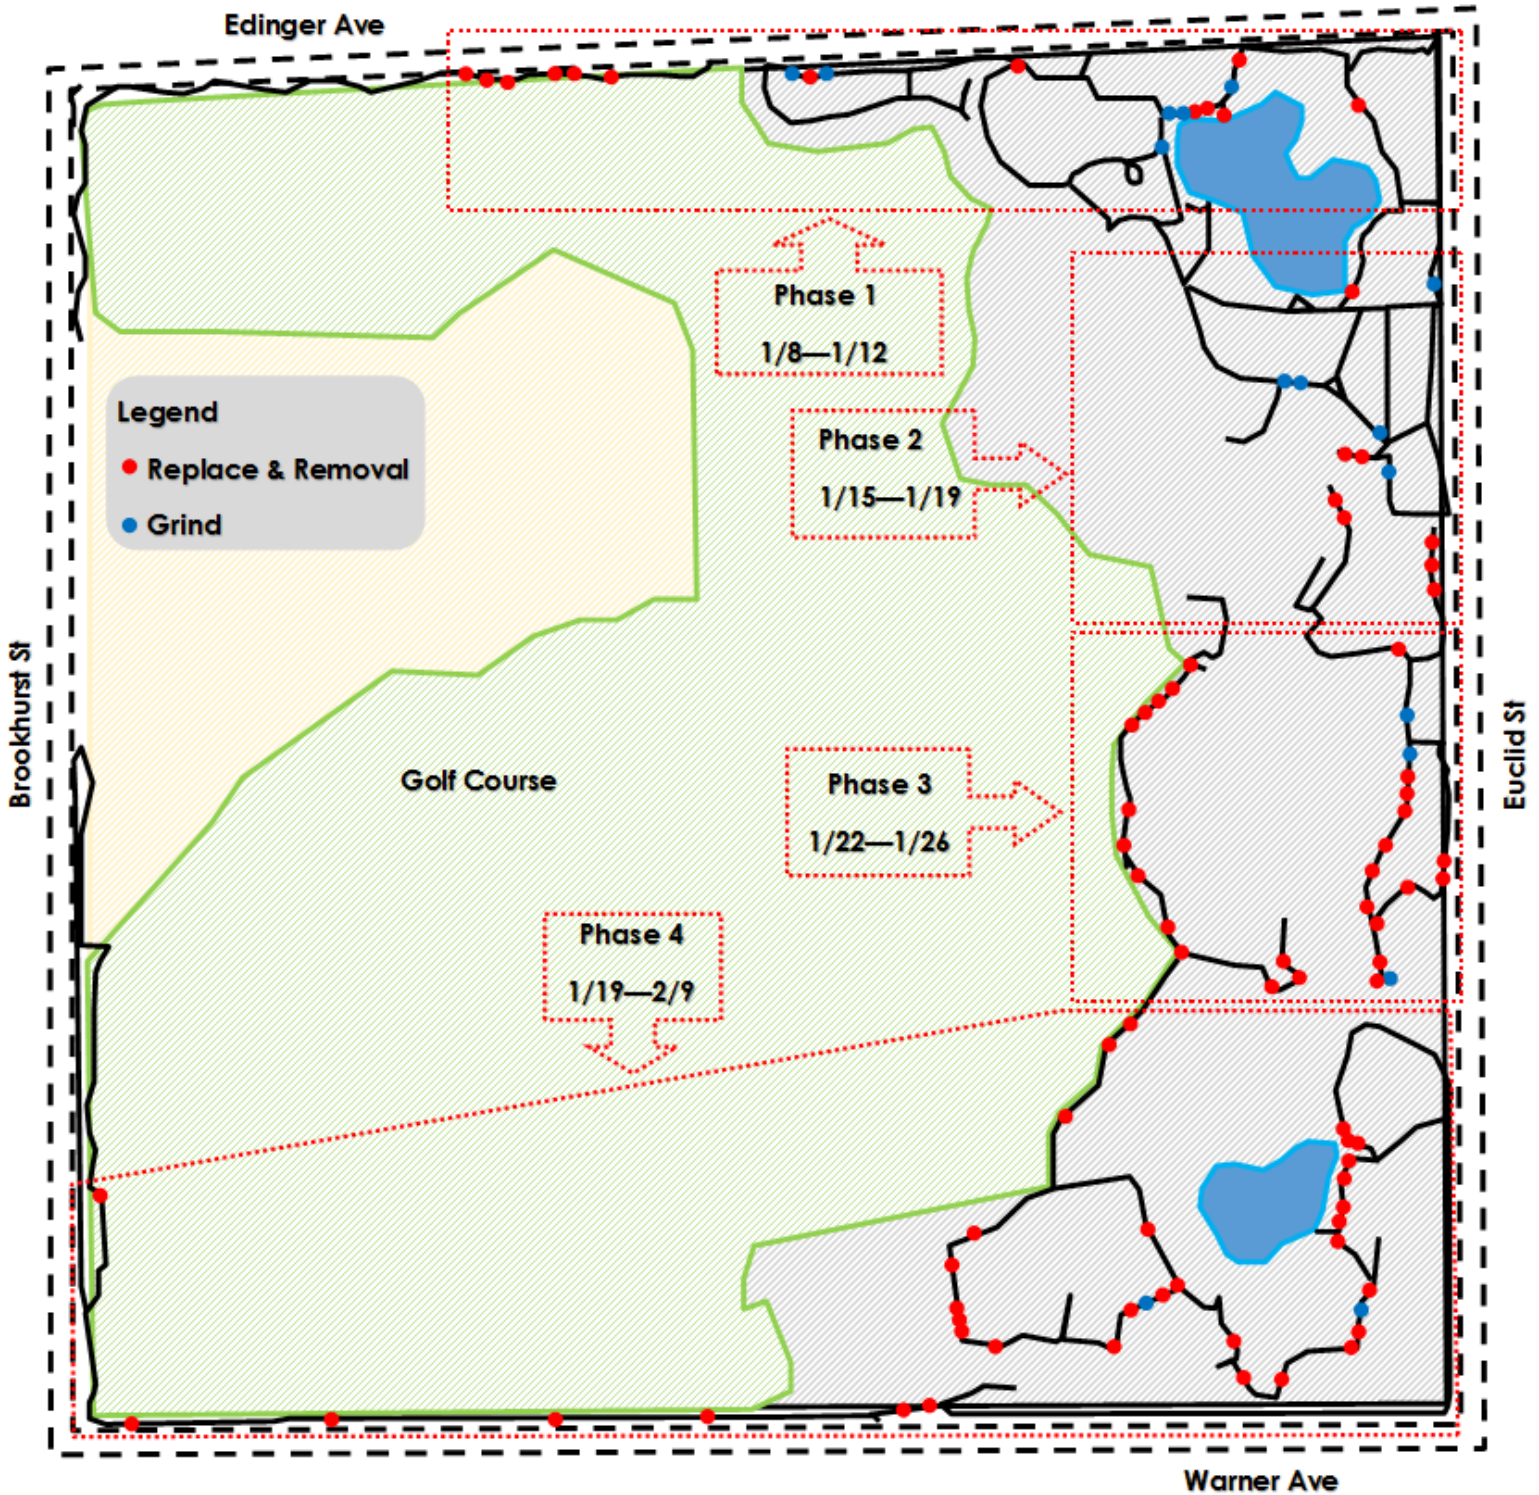 Edinger Ave
Phase 1
1/8—1/12
Legend
Replace & Removal
Grind
Phase 2
1/15—1/19
Brookhurst St
Euclid St
Golf Course
Phase 3
1/22—1/26
Phase 4
1/19—2/9
Warner Ave